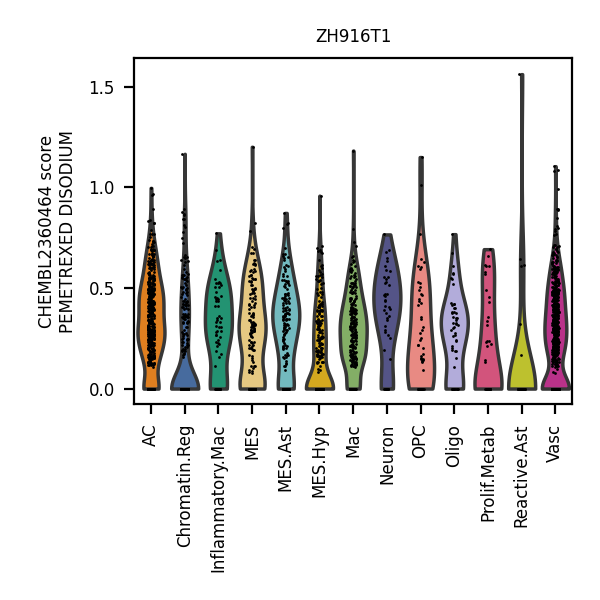 ZH916T1
CHEMBL2360464 score
PEMETREXED DISODIUM
1.5
1.0
0.5
0.0
AC
Chromatin.Reg
Inflammatory.Mac
MES
MES.Ast
MES.Hyp
Mac
Neuron
OPC
Oligo
Prolif.Metab
Reactive.Ast
Vasc